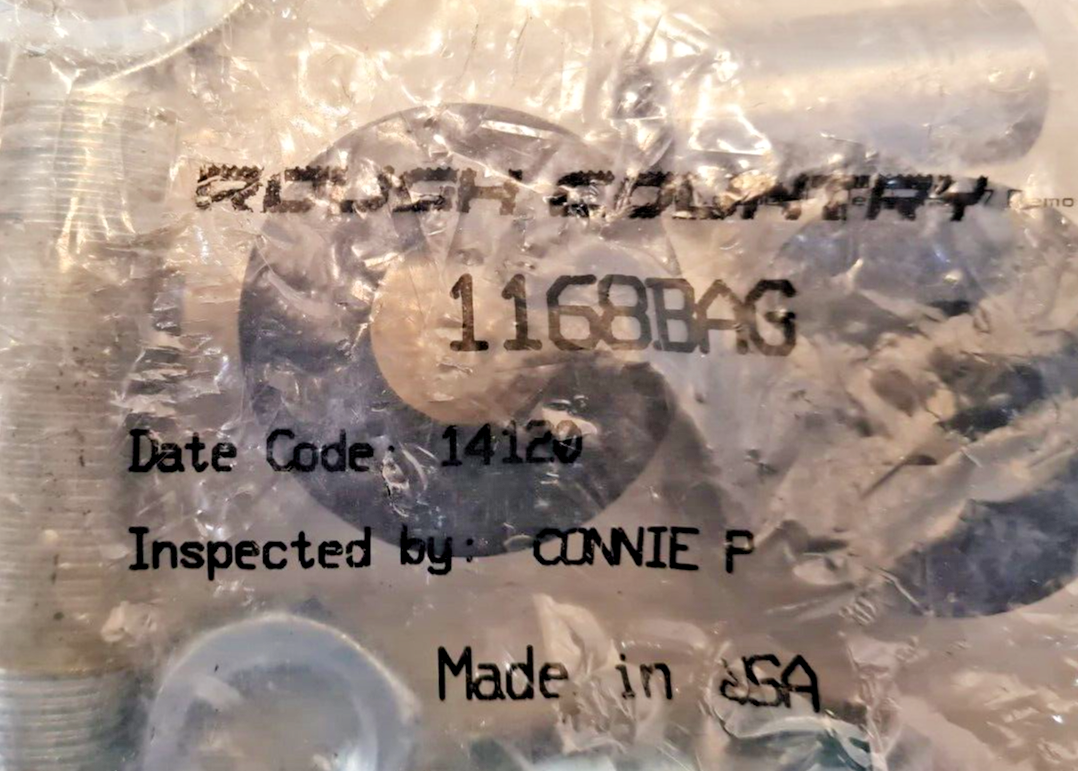 ROUGH COUNTRY
1168BAG
Date Code: 14120
Inspected by: CONNIE P
Made in USA